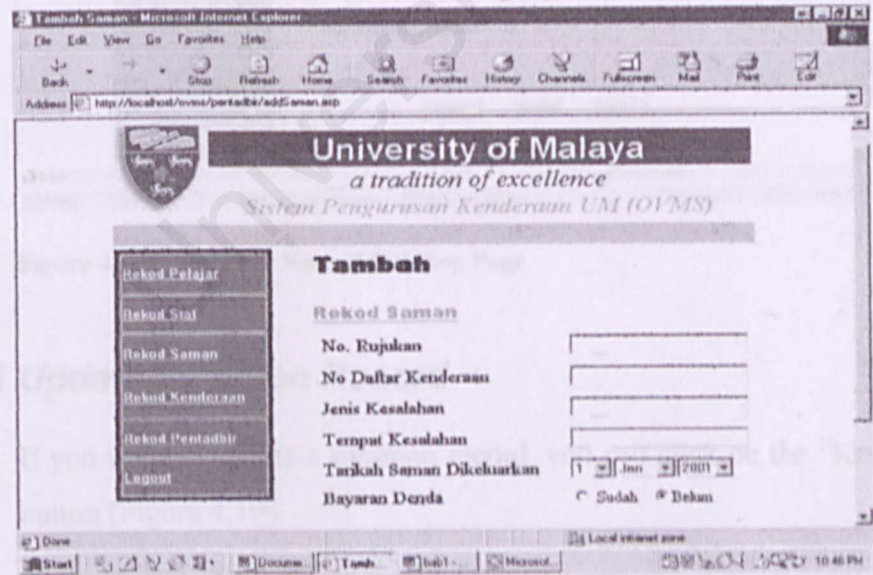 Tambah Saman - Microsoft Internet Explorer
File Edit View Go Favorites Help
Back Stop Refresh Home Search Favorites History Channels Fullscreen Mail Print Edit
Address http://localhost/ovms/pentadbir/addSaman.asp
University of Malaya
a tradition of excellence
Sistem Pengurusan Kenderaan UM (OVMS)
Rekod Pelajar
Rekod Staf
Rekod Saman
Rekod Kenderaan
Rekod Pentadbir
Logout
Tambah
Rekod Saman
No. Rujukan
No Daftar Kenderaan
Jenis Kesalahan
Tempat Kesalahan
Tarikah Saman Dikeluarkan 1 Jan 2001
Bayaran Denda Sudah Belum
Done Local intranet zone
Start Docume... Tamb... bab1 - ... Microsof... 10:46 PM